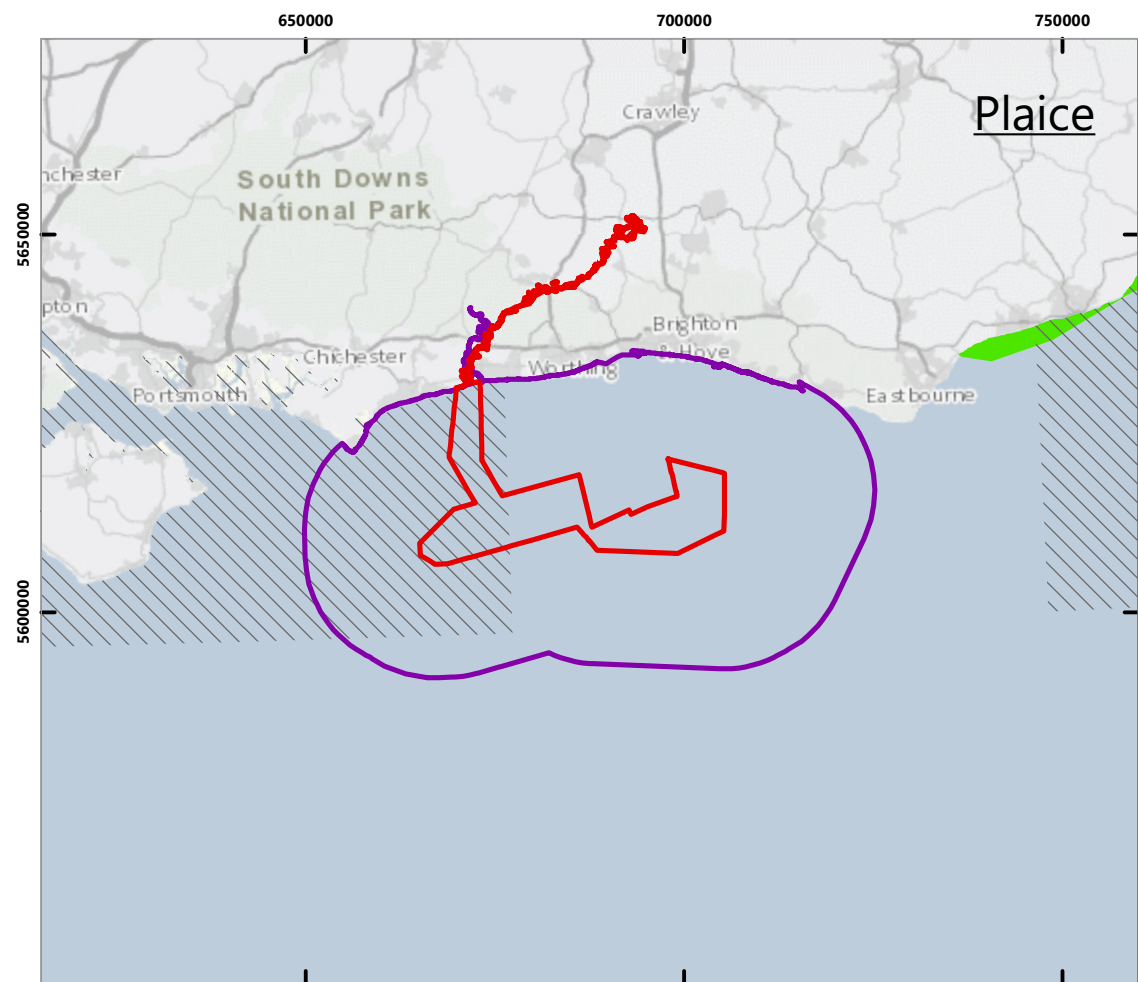 650000 700000 750000
Plaice
Crawley
nchester
South Downs
National Park
5650000
pton
Brighton
& Hove
Chichester
Worthing
Portsmouth
Eastbourne
5600000